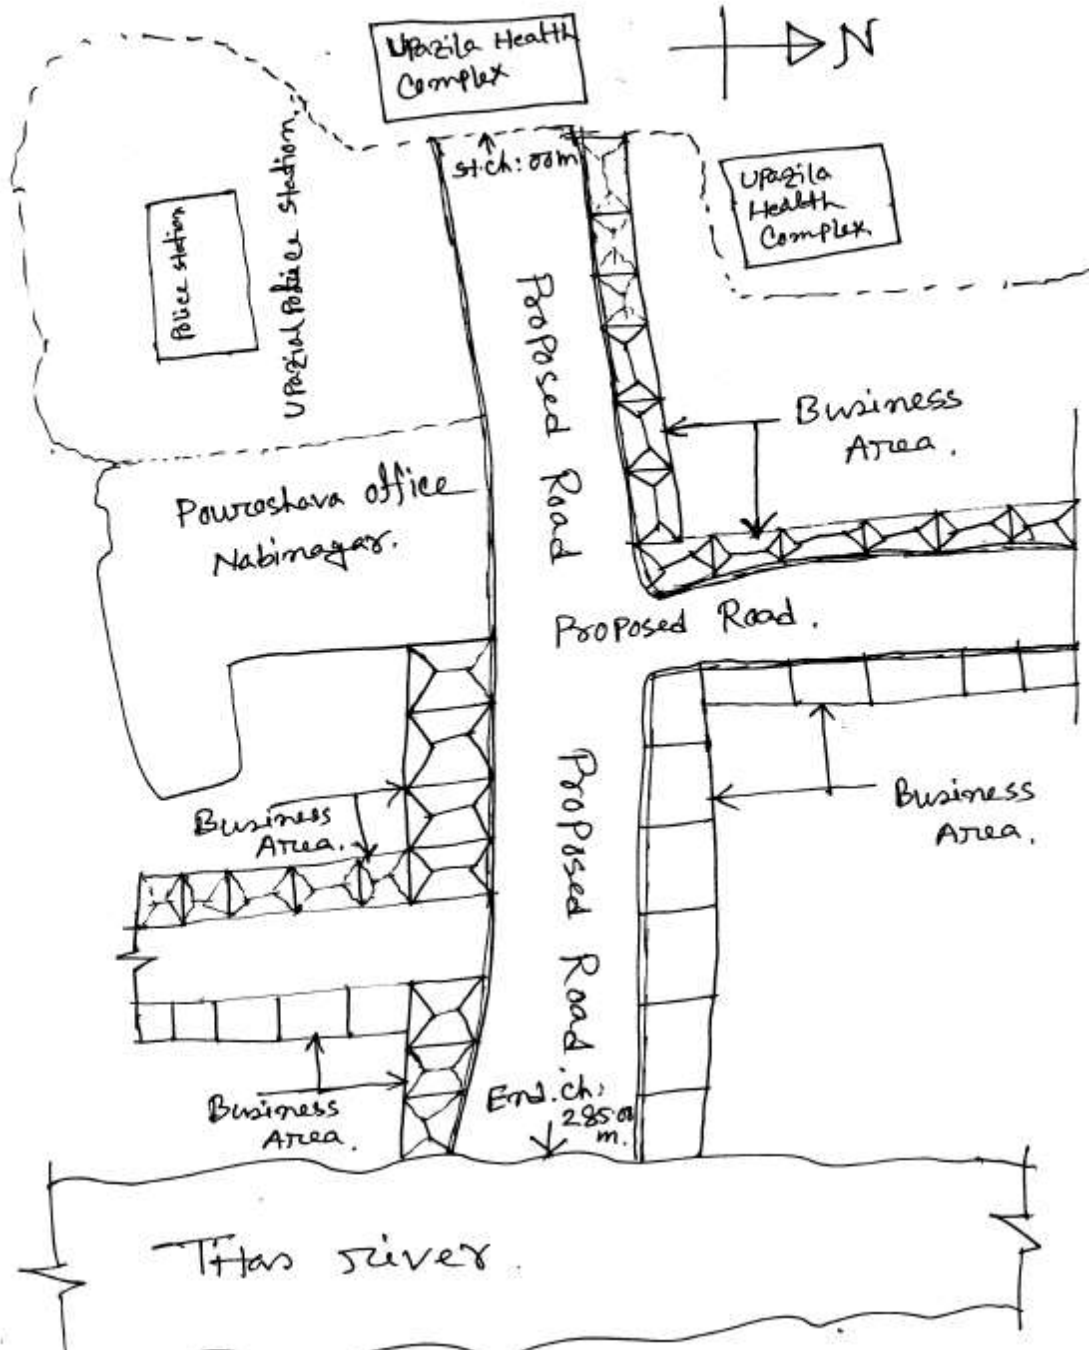 Upazila Health
Complex
N
st.ch: 00m
Upazila
Health
Complex
Police station
Upazial Police station.
Proposed Road
Business
Area.
Pouroshava office
Nabinagar.
Proposed Road.
Proposed Road
Business
Area.
Business
Area.
Business
Area.
End.ch:
285.00
m.
Titas river.